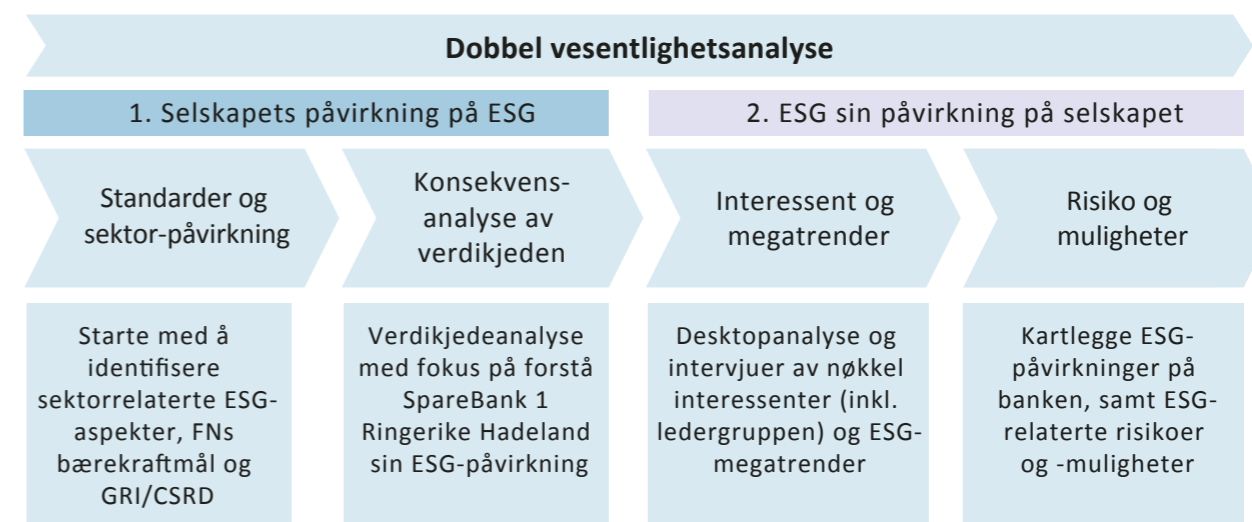 Dobbel vesentlighetsanalyse
1. Selskapets påvirkning på ESG
2. ESG sin påvirkning på selskapet
Standarder og
sektor-påvirkning
Konsekvens-
analyse av
verdikjeden
Interessent og
megatrender
Risiko og
muligheter
Starte med å
identifisere
sektorrelaterte ESG-
aspekter, FNs
bærekraftmål og
GRI/CSRD
Verdikjedeanalyse
med fokus på forstå
SpareBank 1
Ringerike Hadeland
sin ESG-påvirkning
Desktopanalyse og
intervjuer av nøkkel
interessenter (inkl.
ledergruppen) og ESG-
megatrender
Kartlegge ESG-
påvirkninger på
banken, samt ESG-
relaterte risikoer
og -muligheter